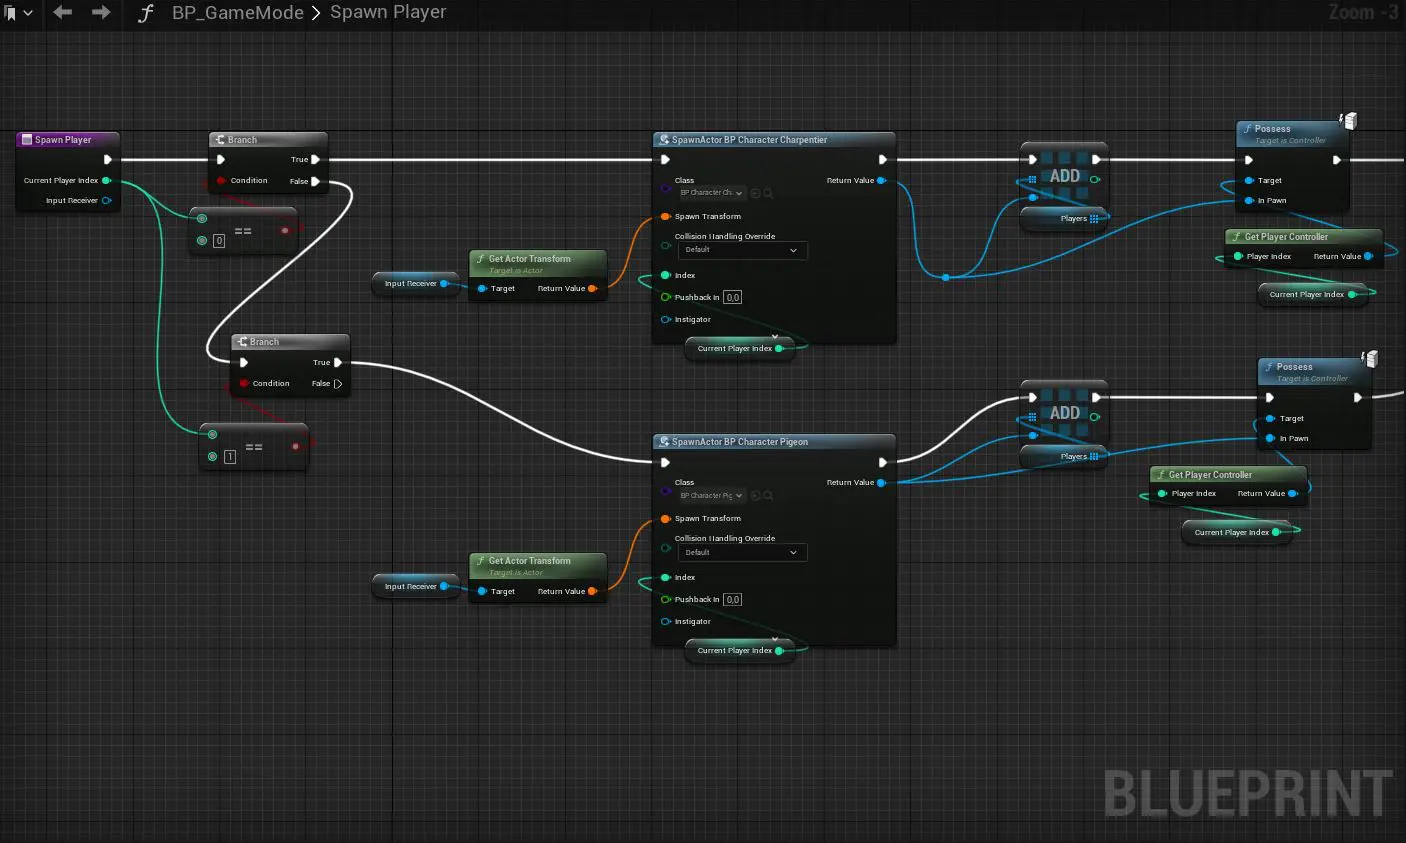 BP_GameMode > Spawn Player
Zoom -3
Spawn Player
Current Player Index
Input Receiver
Branch
True
Condition
False
==
0
Branch
True
Condition
False
==
1
Input Receiver
Get Actor Transform
Target is Actor
Target
Return Value
SpawnActor BP Character Charpentier
Class
Return Value
BP Character Ch
Spawn Transform
Collision Handling Override
Default
Index
Pushback In
0,0
Instigator
Current Player Index
ADD
Players
Possess
Target is Controller
Target
In Pawn
Get Player Controller
Player Index
Return Value
Current Player Index
Input Receiver
Get Actor Transform
Target is Actor
Target
Return Value
SpawnActor BP Character Pigeon
Class
Return Value
BP Character Pig
Spawn Transform
Collision Handling Override
Default
Index
Pushback In
0,0
Instigator
Current Player Index
ADD
Players
Possess
Target is Controller
Target
In Pawn
Get Player Controller
Player Index
Return Value
Current Player Index
BLUEPRINT